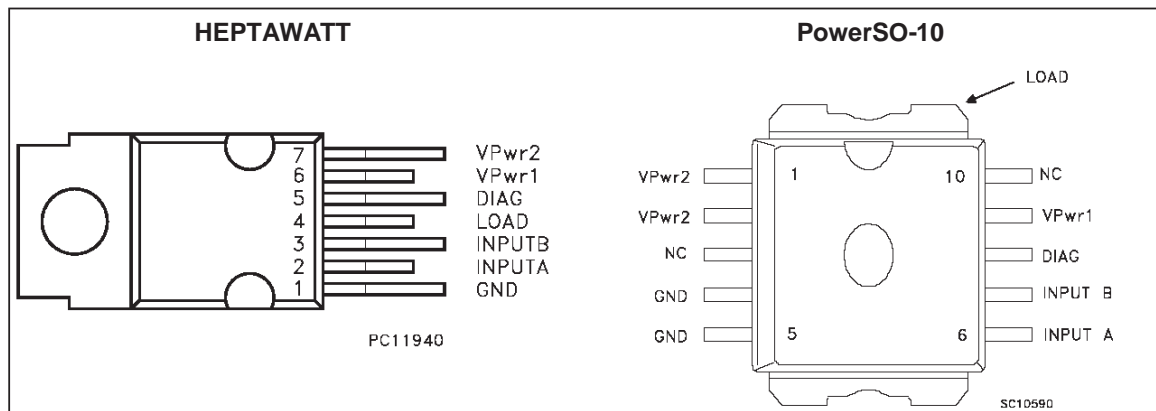 HEPTAWATT
7 VPwr2
6 VPwr1
5 DIAG
4 LOAD
3 INPUTB
2 INPUTA
1 GND
PC11940
PowerSO-10
LOAD
VPwr2 1 10 NC
VPwr2 VPwr1
NC DIAG
GND INPUT B
GND 5 6 INPUT A
SC10590